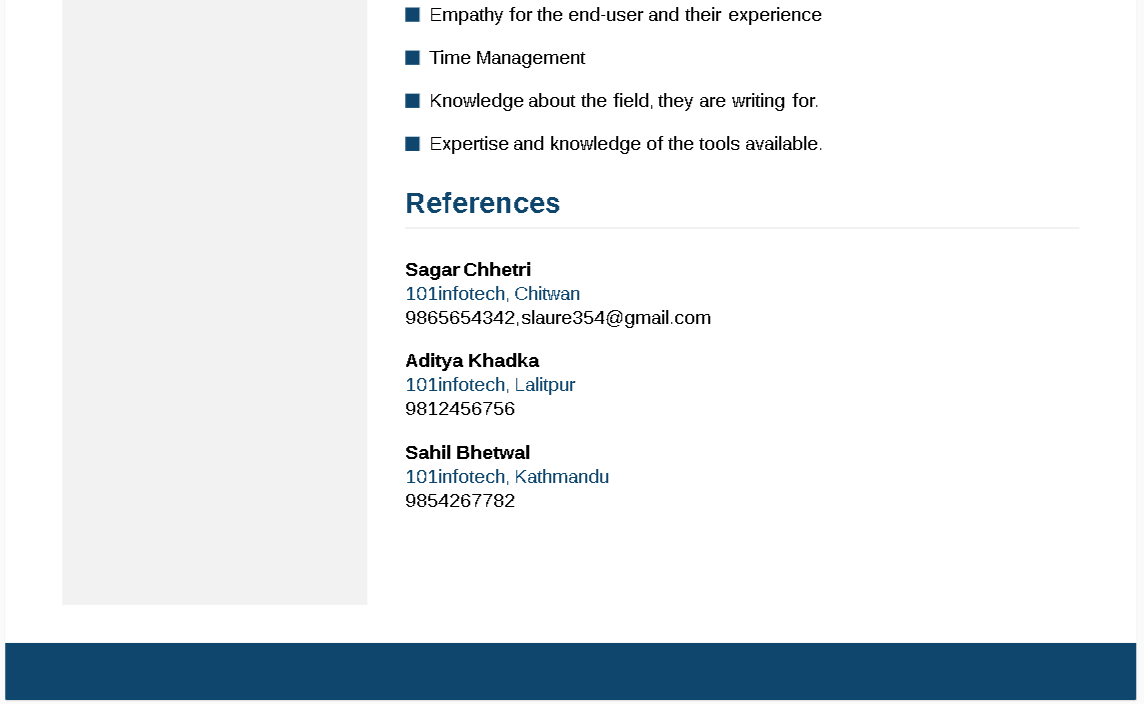 Empathy for the end-user and their experience
Time Management
Knowledge about the field, they are writing for.
Expertise and knowledge of the tools available.
References
Sagar Chhetri
101infotech, Chitwan
9865654342,slaure354@gmail.com
Aditya Khadka
101infotech, Lalitpur
9812456756
Sahil Bhetwal
101infotech, Kathmandu
9854267782